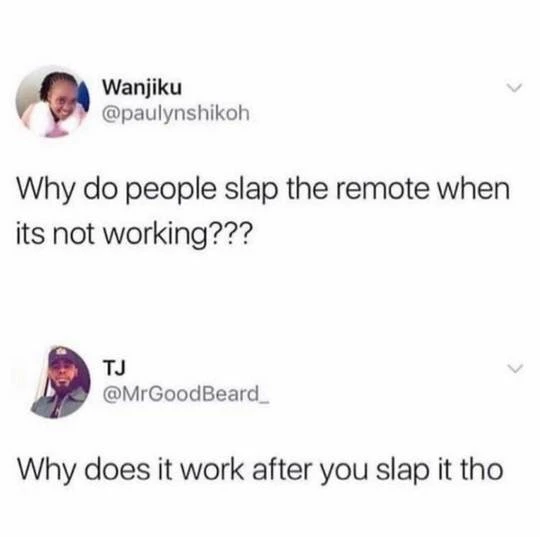 Wanjiku
@paulynshikoh
Why do people slap the remote when
its not working???
TJ
@MrGoodBeard_
Why does it work after you slap it tho